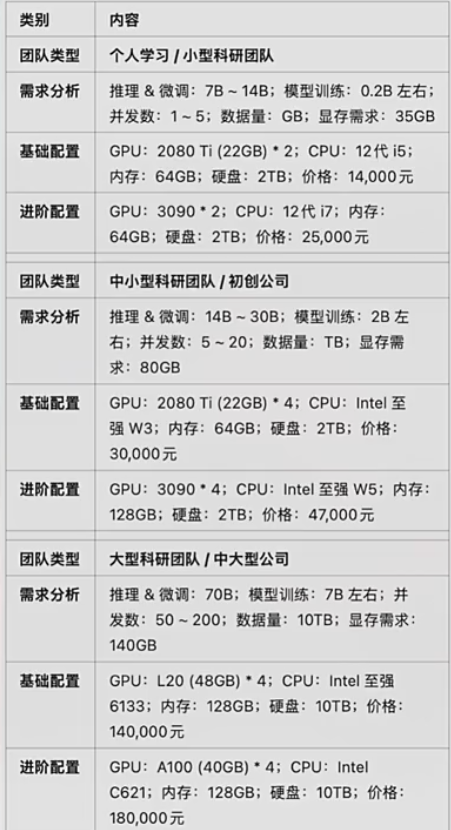 类别 内容
团队类型 个人学习 / 小型科研团队
需求分析 推理 & 微调：7B ~ 14B；模型训练：0.2B 左右；
并发数：1 ~ 5；数据量：GB；显存需求：35GB
基础配置 GPU：2080 Ti (22GB) * 2；CPU：12代 i5；
内存：64GB；硬盘：2TB；价格：14,000元
进阶配置 GPU：3090 * 2；CPU：12代 i7；内存：
64GB；硬盘：2TB；价格：25,000元
团队类型 中小型科研团队 / 初创公司
需求分析 推理 & 微调：14B ~ 30B；模型训练：2B 左
右；并发数：5 ~ 20；数据量：TB；显存需
求：80GB
基础配置 GPU：2080 Ti (22GB) * 4；CPU：Intel 至
强 W3；内存：64GB；硬盘：2TB；价格：
30,000元
进阶配置 GPU：3090 * 4；CPU：Intel 至强 W5；内存：
128GB；硬盘：2TB；价格：47,000元
团队类型 大型科研团队 / 中大型公司
需求分析 推理 & 微调：70B；模型训练：7B 左右；并
发数：50 ~ 200；数据量：10TB；显存需求：
140GB
基础配置 GPU：L20 (48GB) * 4；CPU：Intel 至强
6133；内存：128GB；硬盘：10TB；价格：
140,000元
进阶配置 GPU：A100 (40GB) * 4；CPU：Intel
C621；内存：128GB；硬盘：10TB；价格：
180,000元